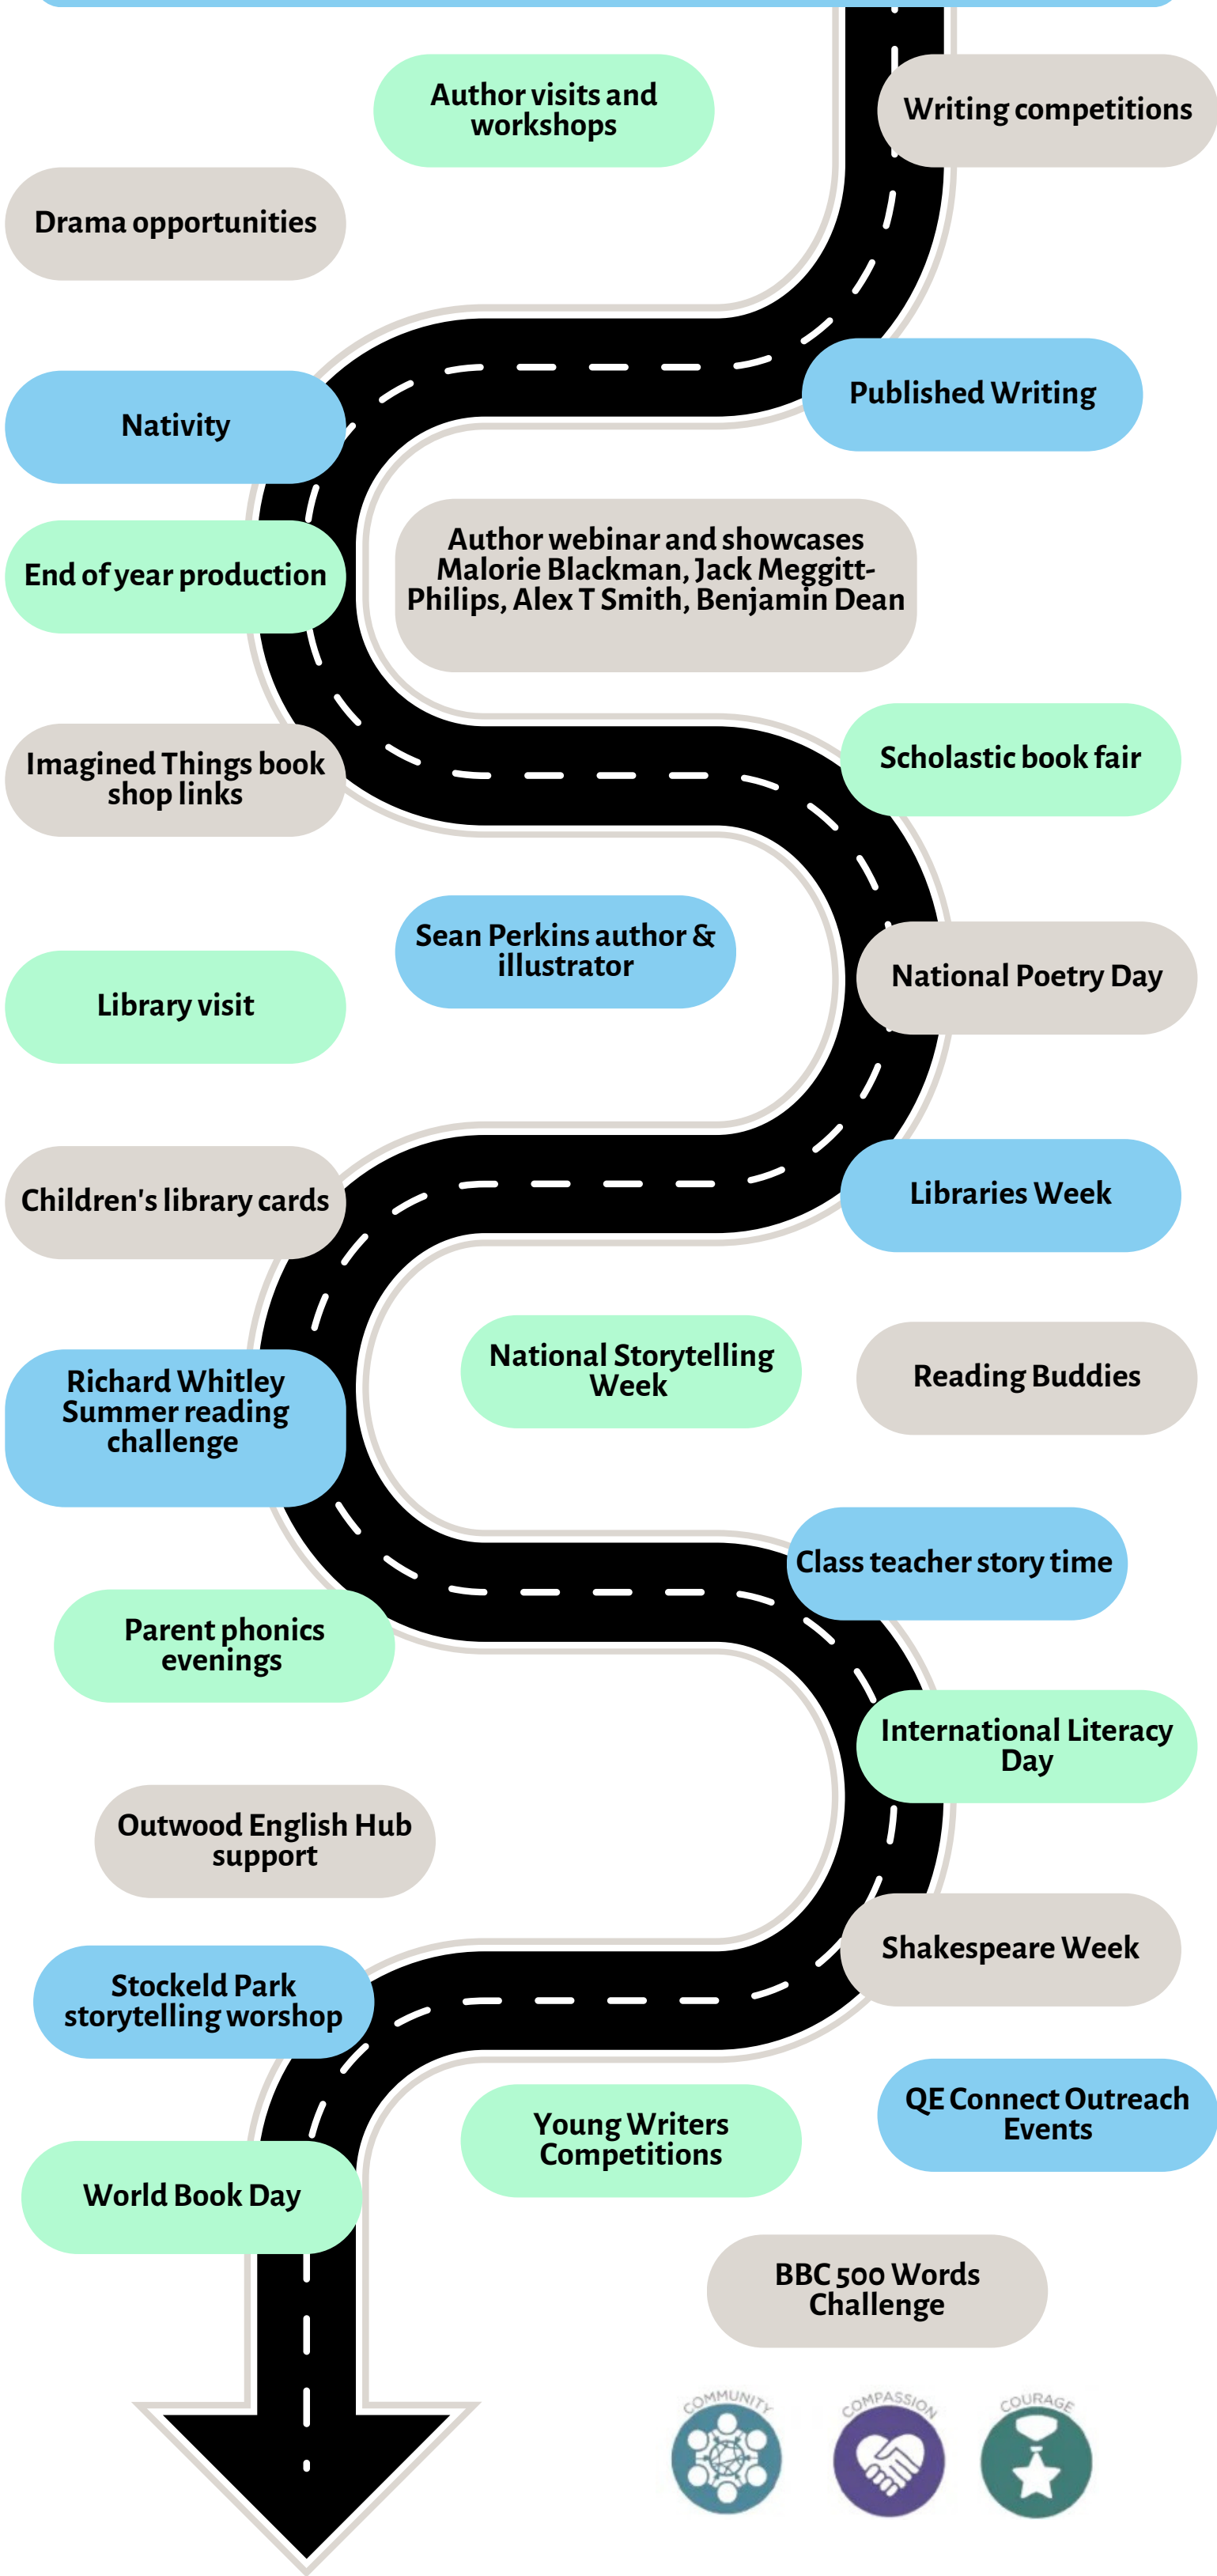 Author visits and
workshops
Writing competitions
Drama opportunities
Published Writing
Nativity
Author webinar and showcases
Malorie Blackman, Jack Meggitt-
Philips, Alex T Smith, Benjamin Dean
End of year production
Scholastic book fair
Imagined Things book
shop links
Sean Perkins author &
illustrator
National Poetry Day
Library visit
Children's library cards
Libraries Week
National Storytelling
Week
Reading Buddies
Richard Whitley
Summer reading
challenge
Class teacher story time
Parent phonics
evenings
International Literacy
Day
Outwood English Hub
support
Shakespeare Week
Stockeld Park
storytelling worshop
QE Connect Outreach
Events
Young Writers
Competitions
World Book Day
BBC 500 Words
Challenge
COMMUNITY
COMPASSION
COURAGE